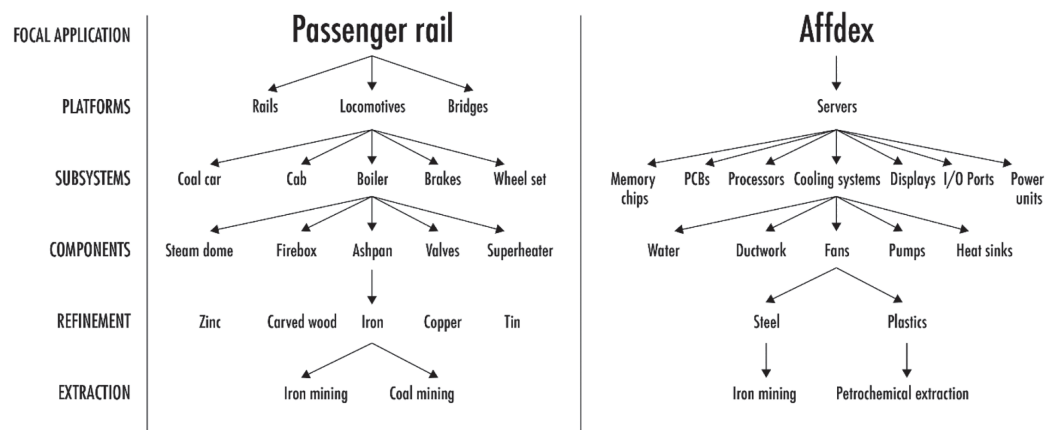 FOCAL APPLICATION Passenger rail Affdex
PLATFORMS Rails Locomotives Bridges Servers
SUBSYSTEMS Coal car Cab Boiler Brakes Wheel set Memory chips PCBs Processors Cooling systems Displays I/O Ports Power units
COMPONENTS Steam dome Firebox Ashpan Valves Superheater Water Ductwork Fans Pumps Heat sinks
REFINEMENT Zinc Carved wood Iron Copper Tin Steel Plastics
EXTRACTION Iron mining Coal mining Iron mining Petrochemical extraction